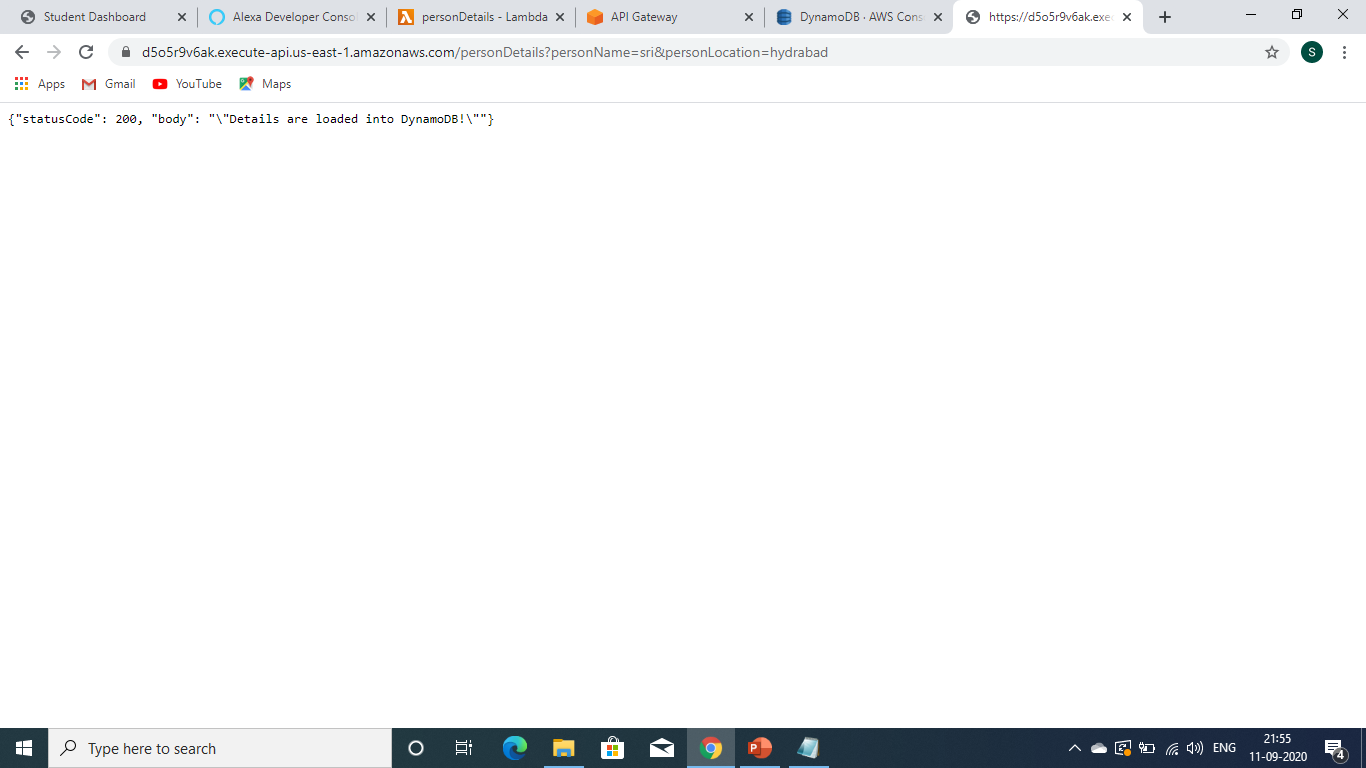 Student Dashboard
Alexa Developer Conso
personDetails - Lambda
API Gateway
DynamoDB · AWS Cons
https://d5o5r9v6ak.exec
d5o5r9v6ak.execute-api.us-east-1.amazonaws.com/personDetails?personName=sri&personLocation=hydrabad
S
Apps
Gmail
YouTube
Maps
{"statusCode": 200, "body": "\"Details are loaded into DynamoDB!\""}
Type here to search
ENG
21:55
11-09-2020
4